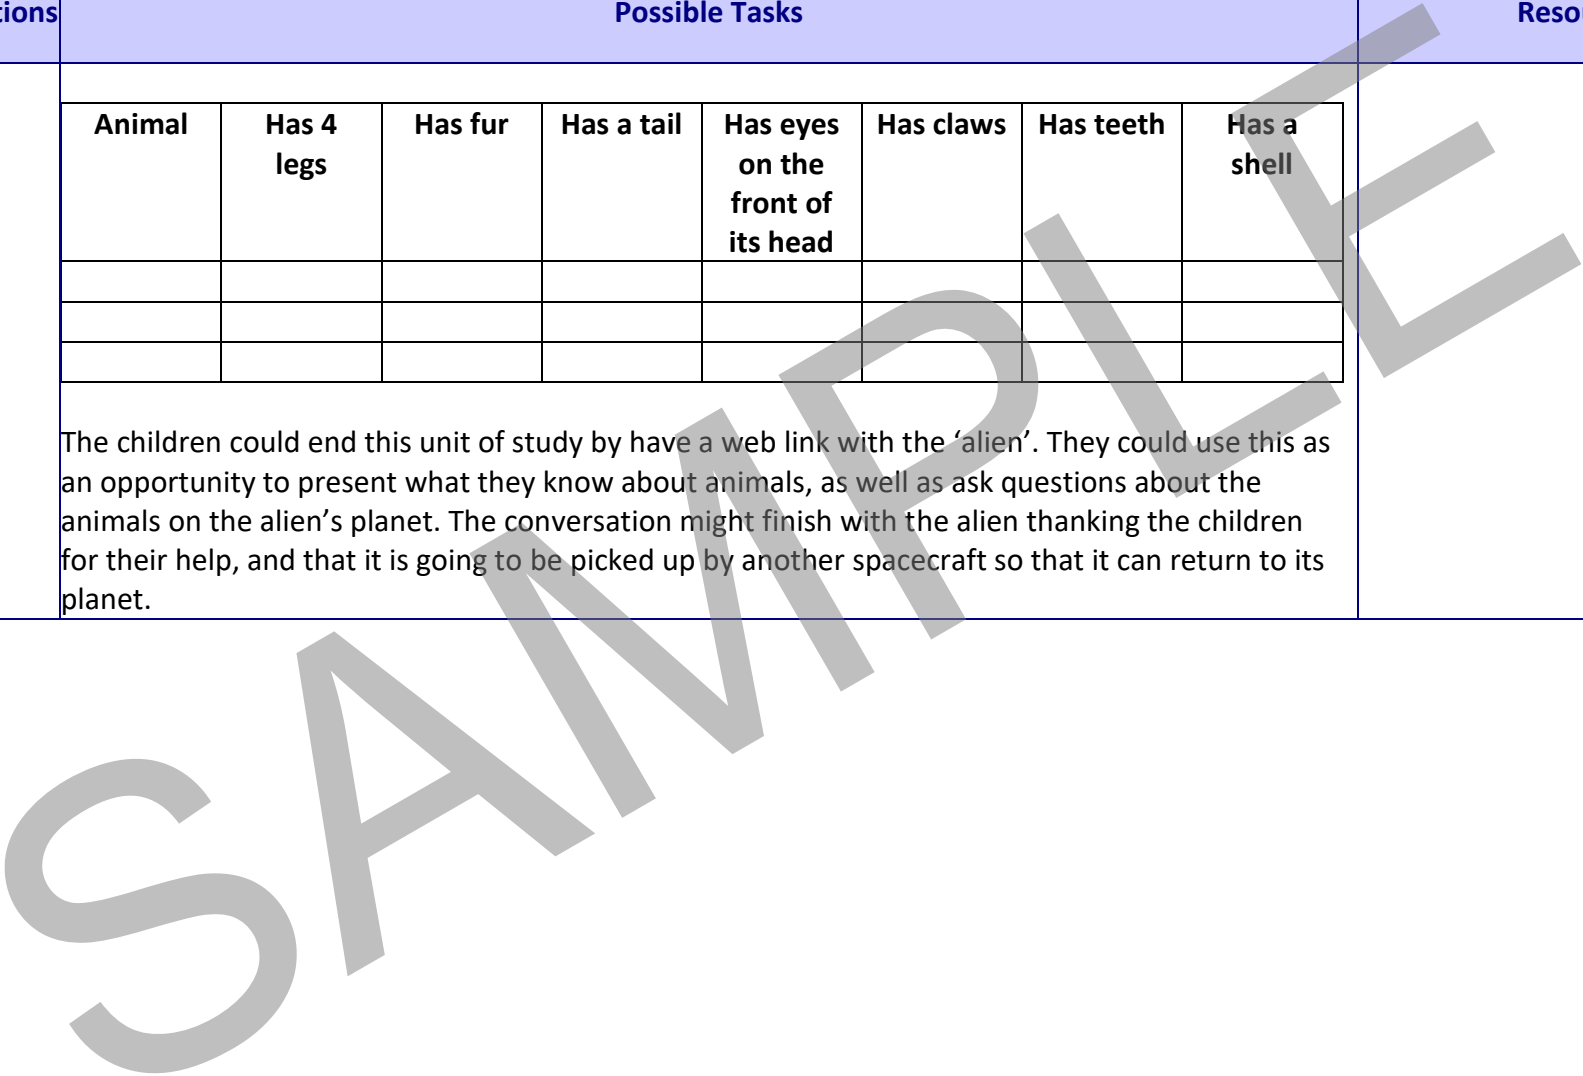 tions Possible Tasks Reso
Animal Has 4 Has fur Has a tail Has eyes Has claws Has teeth Has a
legs on the shell
front of
its head
The children could end this unit of study by have a web link with the ‘alien’. They could use this as
an opportunity to present what they know about animals, as well as ask questions about the
animals on the alien’s planet. The conversation might finish with the alien thanking the children
for their help, and that it is going to be picked up by another spacecraft so that it can return to its
planet.
SAMPLE